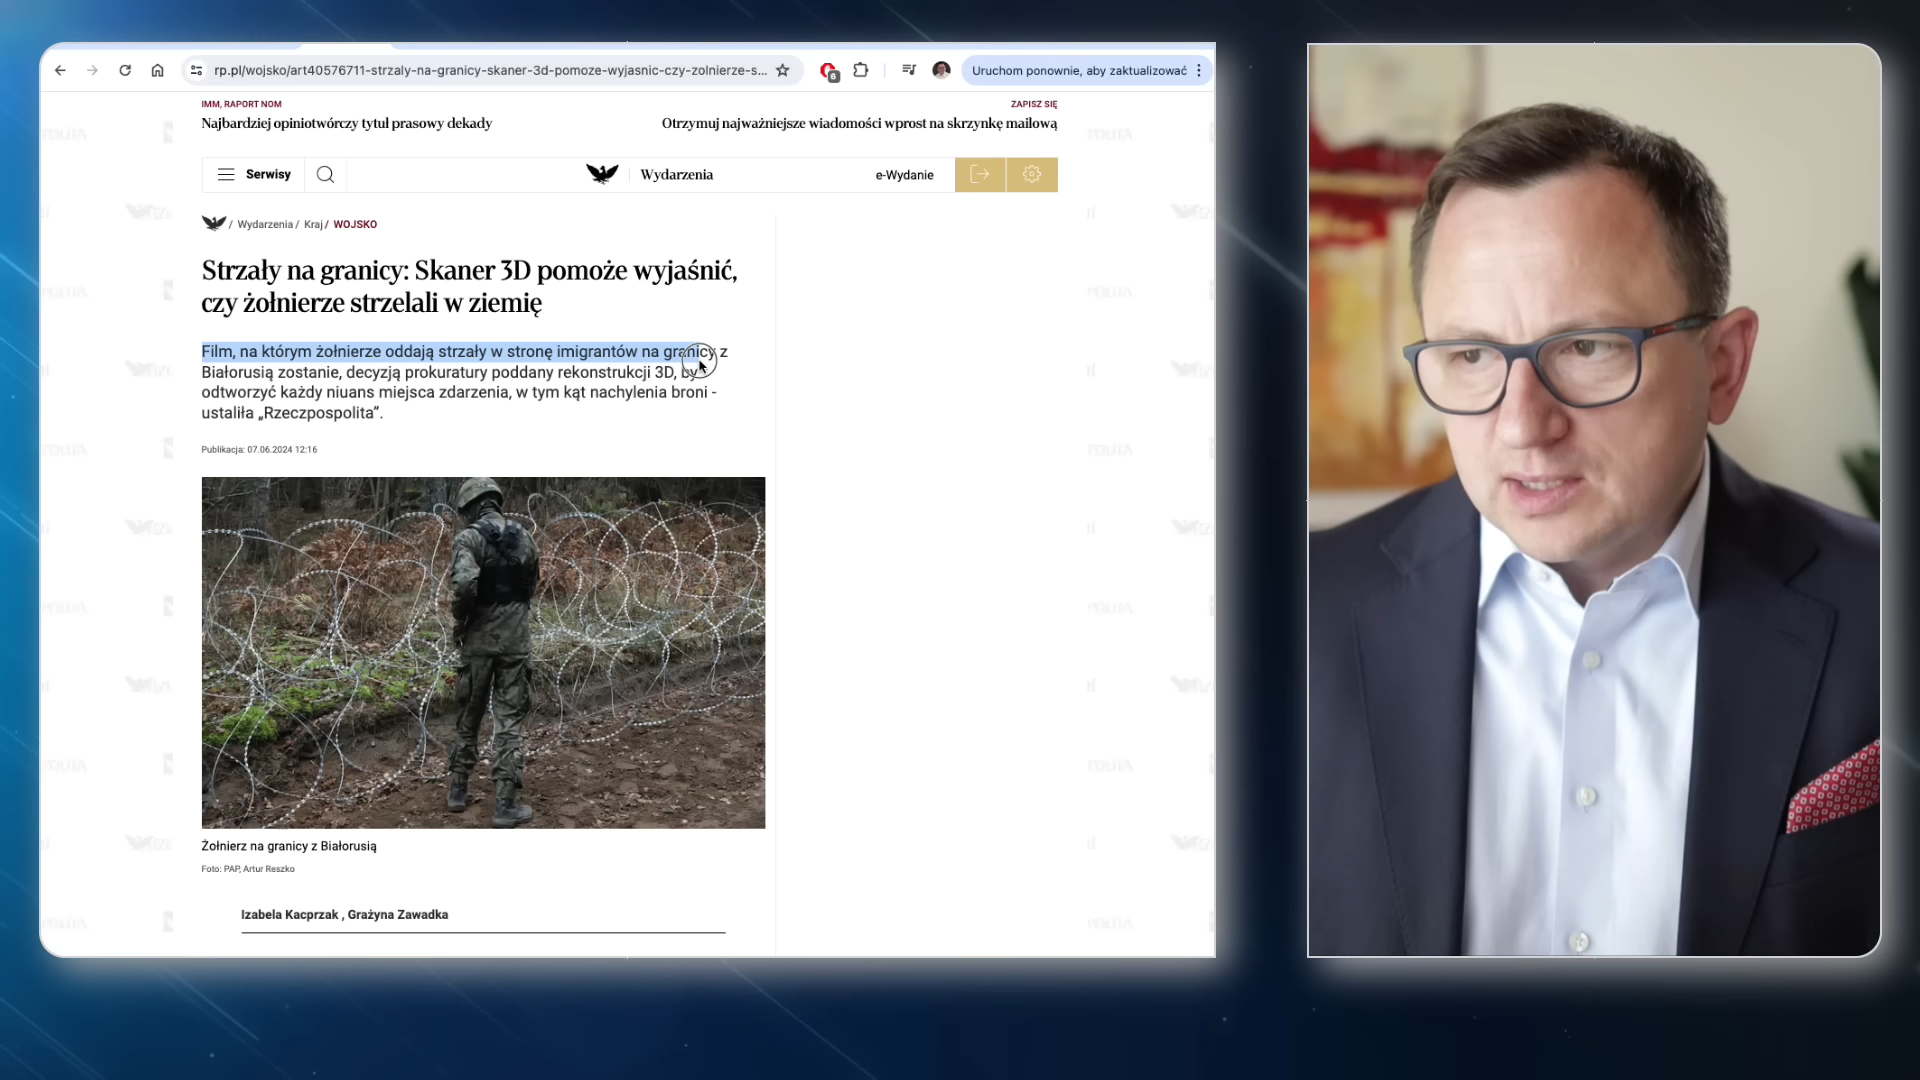 rp.pl/wojsko/art40576711-strzaly-na-granicy-skaner-3d-pomoze-wyjasnic-czy-zolnierze-s...
6
Uruchom ponownie, aby zaktualizować
IMM, RAPORT NOM
ZAPISZ SIĘ
Najbardziej opiniotwórczy tytuł prasowy dekady
Otrzymuj najważniejsze wiadomości wprost na skrzynkę mailową
Serwisy
Wydarzenia
e-Wydanie
/ Wydarzenia / Kraj / WOJSKO
Strzały na granicy: Skaner 3D pomoże wyjaśnić,
czy żołnierze strzelali w ziemię
Film, na którym żołnierze oddają strzały w stronę imigrantów na granicy z
Białorusią zostanie, decyzją prokuratury poddany rekonstrukcji 3D, by
odtworzyć każdy niuans miejsca zdarzenia, w tym kąt nachylenia broni -
ustaliła „Rzeczpospolita”.
Publikacja: 07.06.2024 12:16
Żołnierz na granicy z Białorusią
Foto: PAP, Artur Reszko
Izabela Kacprzak , Grażyna Zawadka